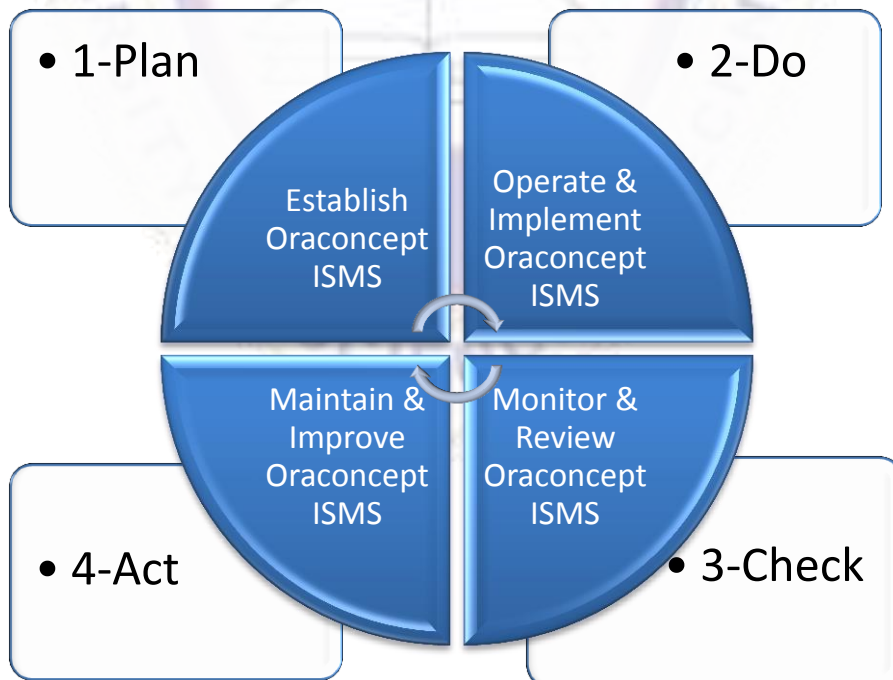 • 1-Plan
• 2-Do
Establish
Oraconcept
ISMS
Operate &
Implement
Oraconcept
ISMS
Maintain &
Improve
Oraconcept
ISMS
Monitor &
Review
Oraconcept
ISMS
• 4-Act
• 3-Check